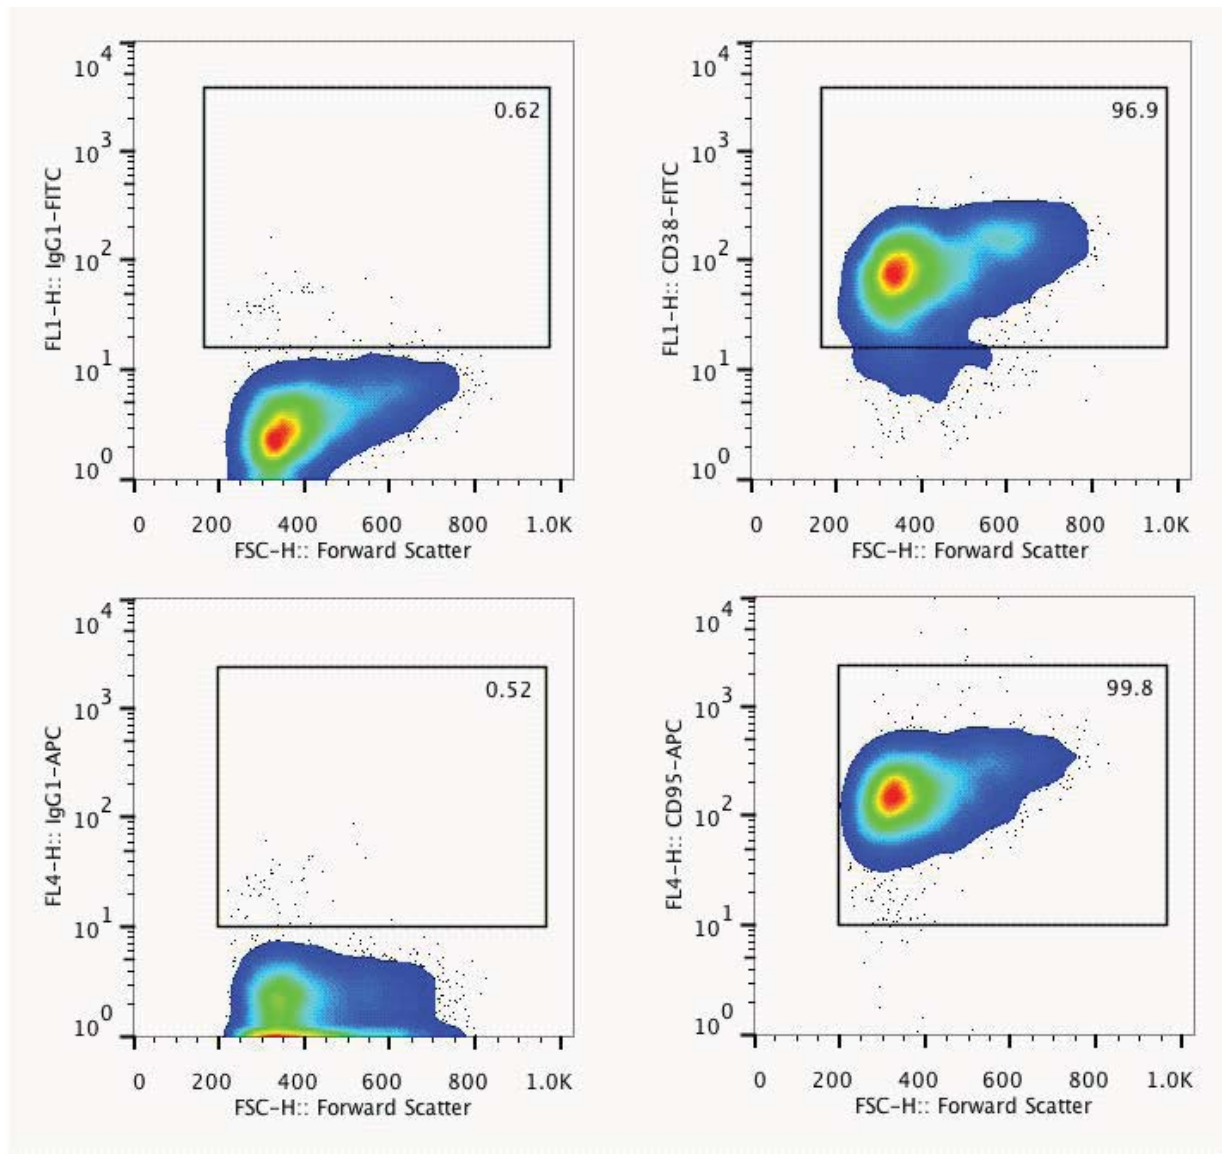 10^4
10^3
10^2
10^1
10^0
FL1-H:: IgG1-FITC
0.62
0 200 400 600 800 1.0K
FSC-H:: Forward Scatter
10^4
10^3
10^2
10^1
10^0
FL1-H:: CD38-FITC
96.9
0 200 400 600 800 1.0K
FSC-H:: Forward Scatter
10^4
10^3
10^2
10^1
10^0
FL4-H:: IgG1-APC
0.52
0 200 400 600 800 1.0K
FSC-H:: Forward Scatter
10^4
10^3
10^2
10^1
10^0
FL4-H:: CD95-APC
99.8
0 200 400 600 800 1.0K
FSC-H:: Forward Scatter